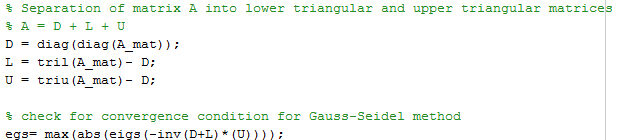 % Separation of matrix A into lower triangular and upper triangular matrices
% A = D + L + U
D = diag(diag(A_mat));
L = tril(A_mat)- D;
U = triu(A_mat)- D;
% check for convergence condition for Gauss-Seidel method
egs= max(abs(eigs(-inv(D+L)*(U))));